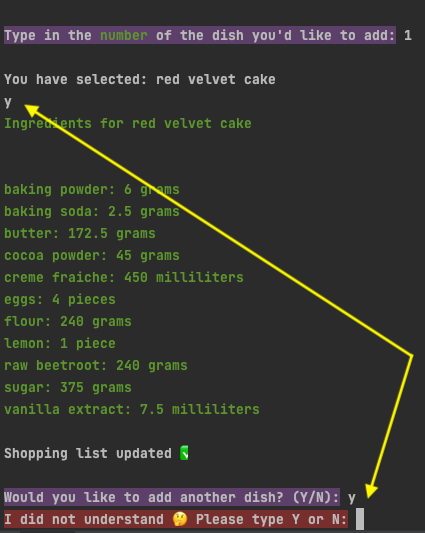 Type in the number of the dish you'd like to add: 1
You have selected: red velvet cake
y
Ingredients for red velvet cake
baking powder: 6 grams
baking soda: 2.5 grams
butter: 172.5 grams
cocoa powder: 45 grams
creme fraiche: 450 milliliters
eggs: 4 pieces
flour: 240 grams
lemon: 1 piece
raw beetroot: 240 grams
sugar: 375 grams
vanilla extract: 7.5 milliliters
Shopping list updated ✅
Would you like to add another dish? (Y/N): y
I did not understand 🤔 Please type Y or N: